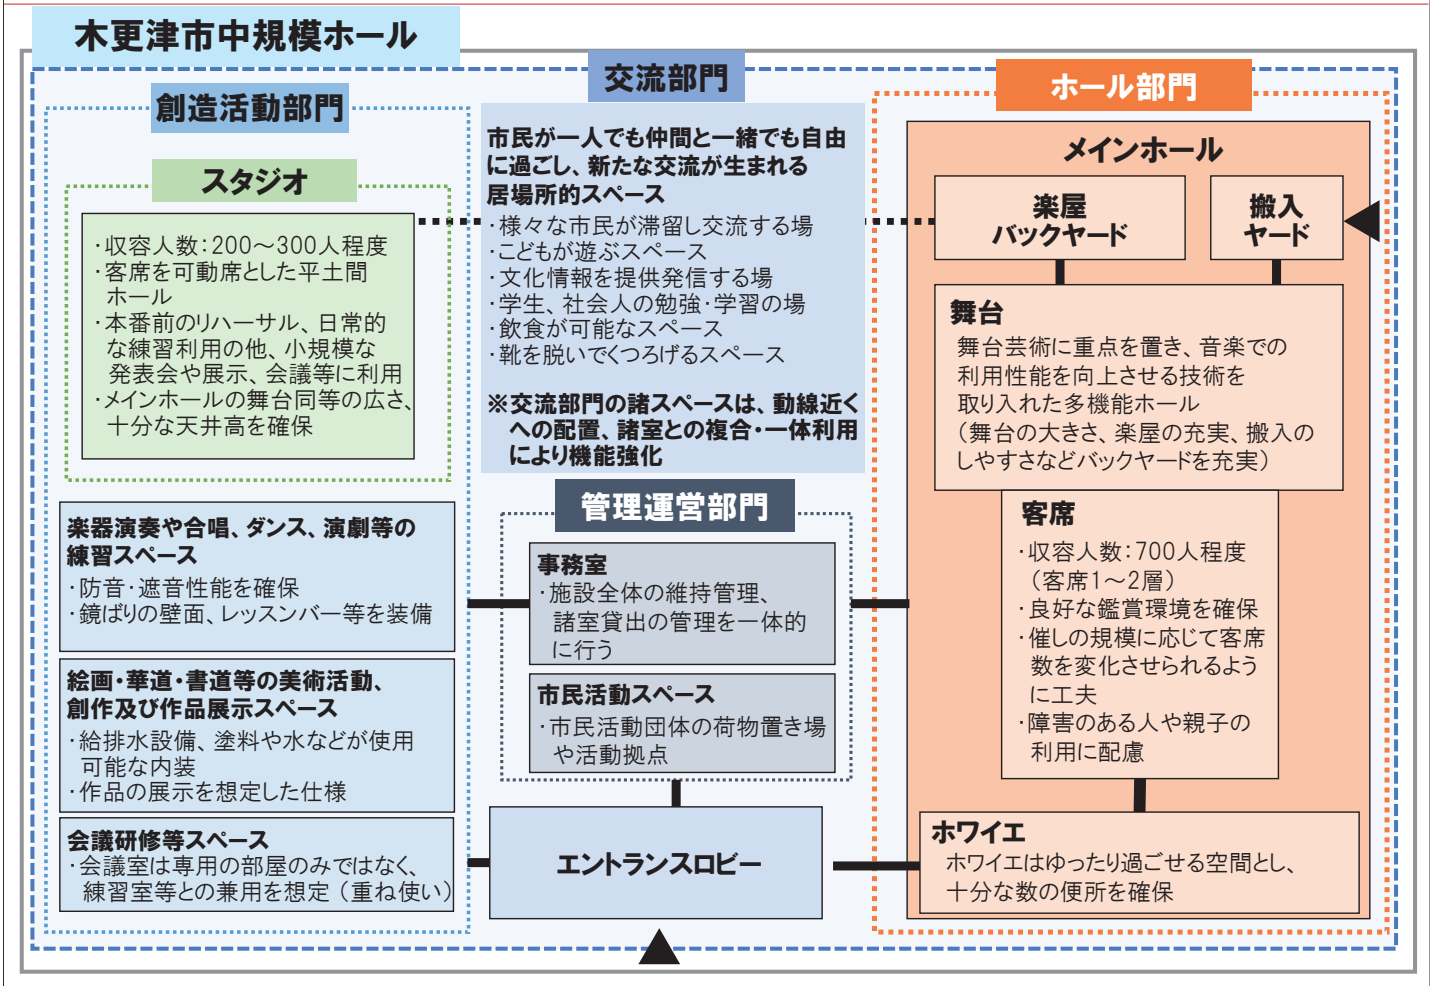 木更津市中規模ホール
創造活動部門
スタジオ
・収容人数：200～300人程度
・客席を可動席とした平土間
ホール
・本番前のリハーサル、日常的
な練習利用の他、小規模な
発表会や展示、会議等に利用
・メインホールの舞台同等の広さ、
十分な天井高を確保
楽器演奏や合唱、ダンス、演劇等の
練習スペース
・防音・遮音性能を確保
・鏡ばりの壁面、レッスンバー等を装備
絵画・華道・書道等の美術活動、
創作及び作品展示スペース
・給排水設備、塗料や水などが使用
可能な内装
・作品の展示を想定した仕様
会議研修等スペース
・会議室は専用の部屋のみではなく、
練習室等との兼用を想定（重ね使い）
交流部門
市民が一人でも仲間と一緒でも自由
に過ごし、新たな交流が生まれる
居場所的スペース
・様々な市民が滞留し交流する場
・こどもが遊ぶスペース
・文化情報を提供発信する場
・学生、社会人の勉強・学習の場
・飲食が可能なスペース
・靴を脱いでくつろげるスペース
※交流部門の諸スペースは、動線近く
への配置、諸室との複合・一体利用
により機能強化
管理運営部門
事務室
・施設全体の維持管理、
諸室貸出の管理を一体的
に行う
市民活動スペース
・市民活動団体の荷物置き場
や活動拠点
エントランスロビー
ホール部門
メインホール
楽屋
バックヤード
搬入
ヤード
舞台
舞台芸術に重点を置き、音楽での
利用性能を向上させる技術を
取り入れた多機能ホール
（舞台の大きさ、楽屋の充実、搬入の
しやすさなどバックヤードを充実）
客席
・収容人数：700人程度
（客席1～2層）
・良好な鑑賞環境を確保
・催しの規模に応じて客席
数を変化させられるよう
に工夫
・障害のある人や親子の
利用に配慮
ホワイエ
ホワイエはゆったり過ごせる空間とし、
十分な数の便所を確保